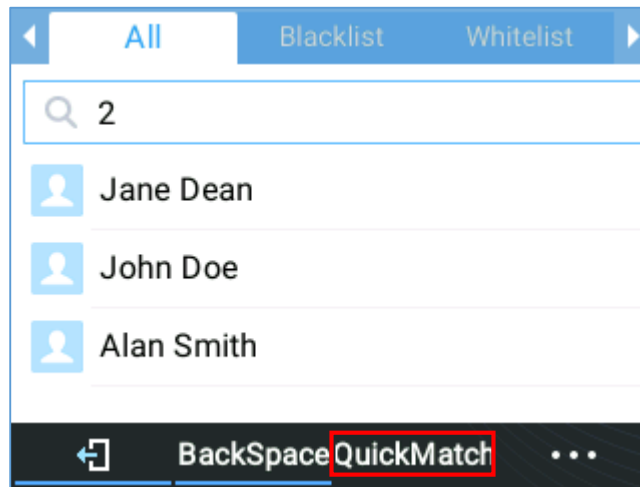 All Blacklist Whitelist
2
Jane Dean
John Doe
Alan Smith
BackSpace QuickMatch ...